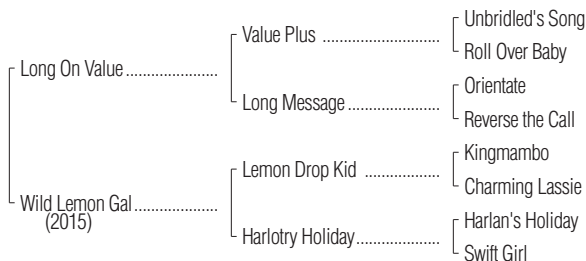 Unbridled's Song
Value Plus ......................
Roll Over Baby
Long On Value ......................
Orientate
Long Message ......................
Reverse the Call
Kingmambo
Lemon Drop Kid ......................
Charming Lassie
Wild Lemon Gal ......................
(2015)
Harlan's Holiday
Harlotry Holiday ......................
Swift Girl